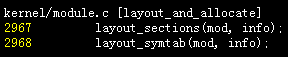 kernel/module.c [layout_and_allocate]
2967 layout_sections(mod, info);
2968 layout_symtab(mod, info);